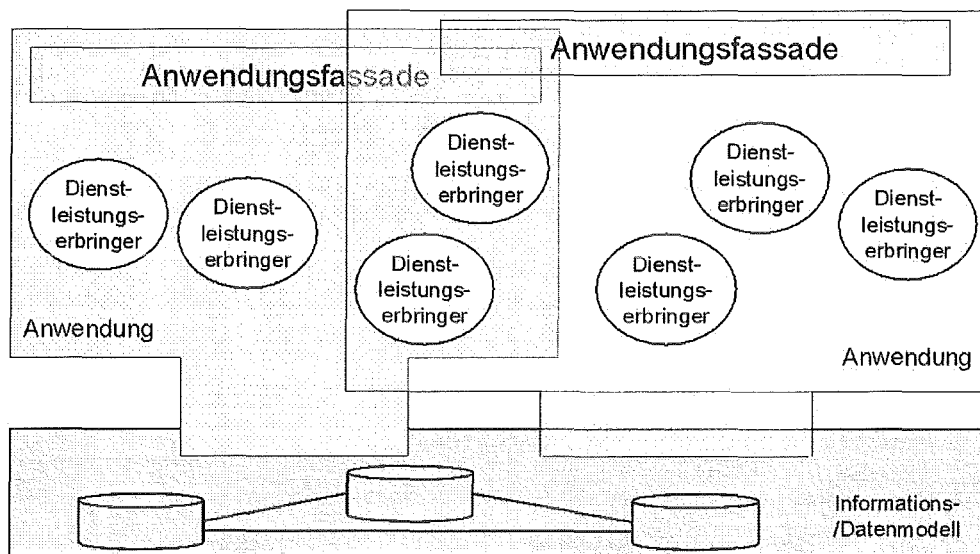 Anwendungsfassade
Anwendungsfassade
Dienst-
leistungs-
erbringer
Dienst-
leistungs-
erbringer
Dienst-
leistungs-
erbringer
Dienst-
leistungs-
erbringer
Dienst-
leistungs-
erbringer
Dienst-
leistungs-
erbringer
Dienst-
leistungs-
erbringer
Anwendung
Anwendung
Informations-
/Datenmodell